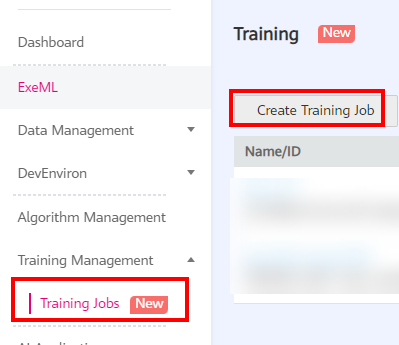 Dashboard
ExeML
Data Management
DevEnviron
Algorithm Management
Training Management
Training Jobs New
Training New
Create Training Job
Name/ID